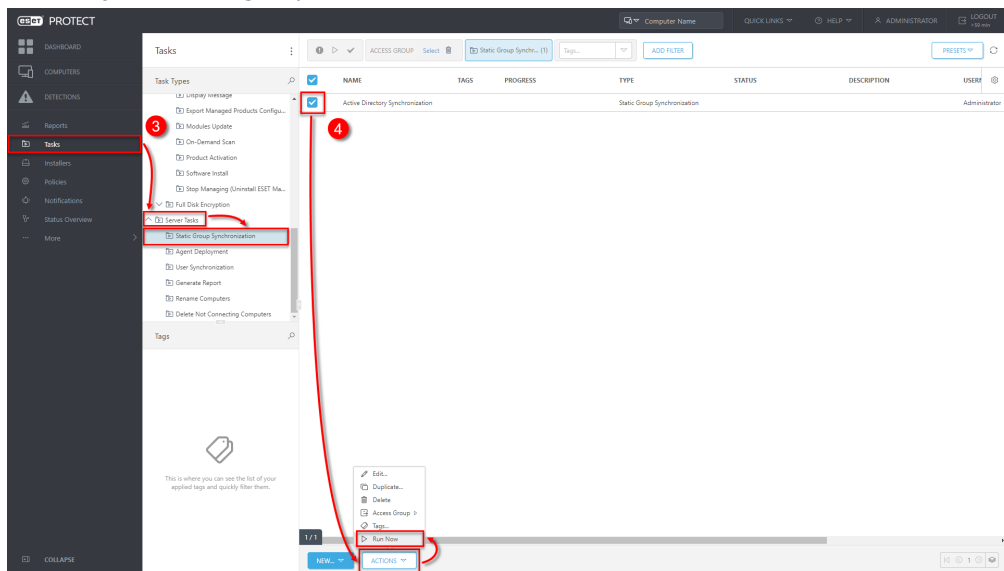 eset PROTECT
Computer Name
QUICK LINKS
HELP
ADMINISTRATOR
LOGOUT
>59 min
DASHBOARD
COMPUTERS
DETECTIONS
Reports
Tasks
Installers
Policies
Notifications
Status Overview
More
COLLAPSE
Tasks
Task Types
Display Message
Export Managed Products Configu...
Modules Update
On-Demand Scan
Product Activation
Software Install
Stop Managing (Uninstall ESET Ma...
Full Disk Encryption
Server Tasks
Static Group Synchronization
Agent Deployment
User Synchronization
Generate Report
Rename Computers
Delete Not Connecting Computers
3
Tags
This is where you can see the list of your
applied tags and quickly filter them.
ACCESS GROUP Select
Static Group Synchr... (1)
Tags...
ADD FILTER
PRESETS
NAME TAGS PROGRESS TYPE STATUS DESCRIPTION USER
Active Directory Synchronization Static Group Synchronization Administrator
4
Edit...
Duplicate...
Delete
Access Group
Tags...
Run Now
1/1
NEW...
ACTIONS
1